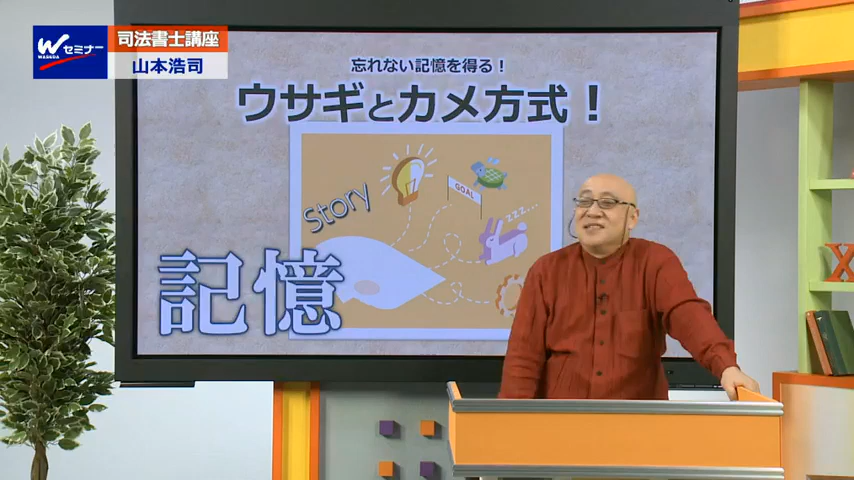 Wセミナー
WASEDA
司法書士講座
山本浩司
忘れない記憶を得る！
ウサギとカメ方式！
Story
GOAL
zzz...
記憶
X